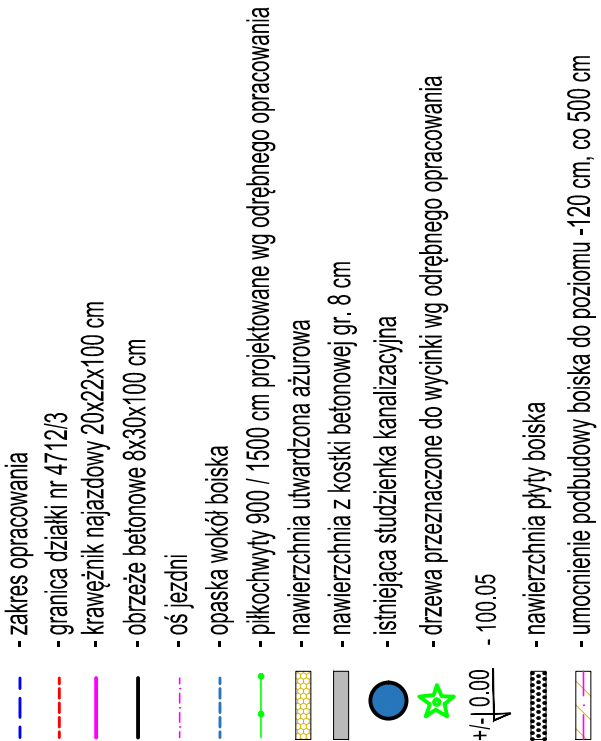 - zakres opracowania
- granica działki nr 4712/3
- krawężnik najazdowy 20x22x100 cm
- obrzeże betonowe 8x30x100 cm
- oś jezdni
- opaska wokół boiska
- piłkochwyty 900 / 1500 cm projektowane wg odrębnego opracowania
- nawierzchnia utwardzona ażurowa
- nawierzchnia z kostki betonowej gr. 8 cm
- istniejąca studzienka kanalizacyjna
- drzewa przeznaczone do wycinki wg odrębnego opracowania
+/- 0.00 - 100.05
- nawierzchnia płyty boiska
- umocnienie podbudowy boiska do poziomu -120 cm, co 500 cm